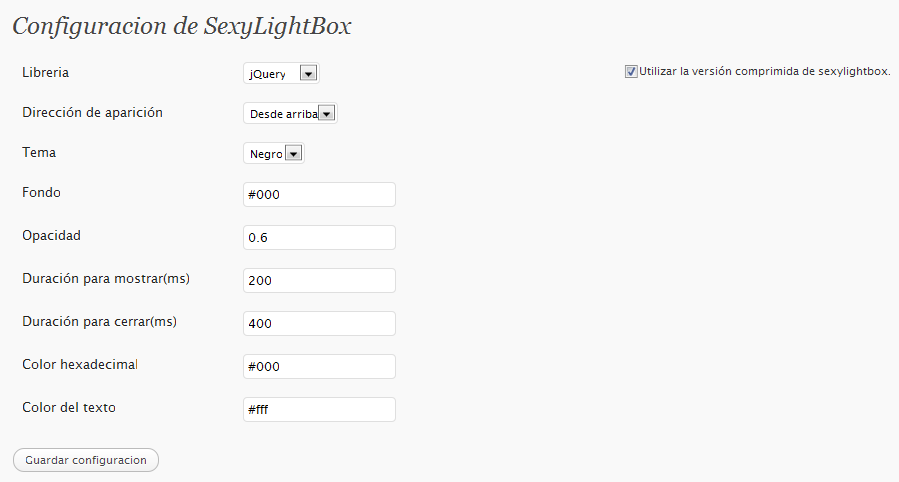 Configuracion de SexyLightBox
Libreria jQuery Utilizar la versión comprimida de sexylightbox.
Dirección de aparición Desde arriba
Tema Negro
Fondo #000
Opacidad 0.6
Duración para mostrar(ms) 200
Duración para cerrar(ms) 400
Color hexadecimal #000
Color del texto #fff
Guardar configuracion